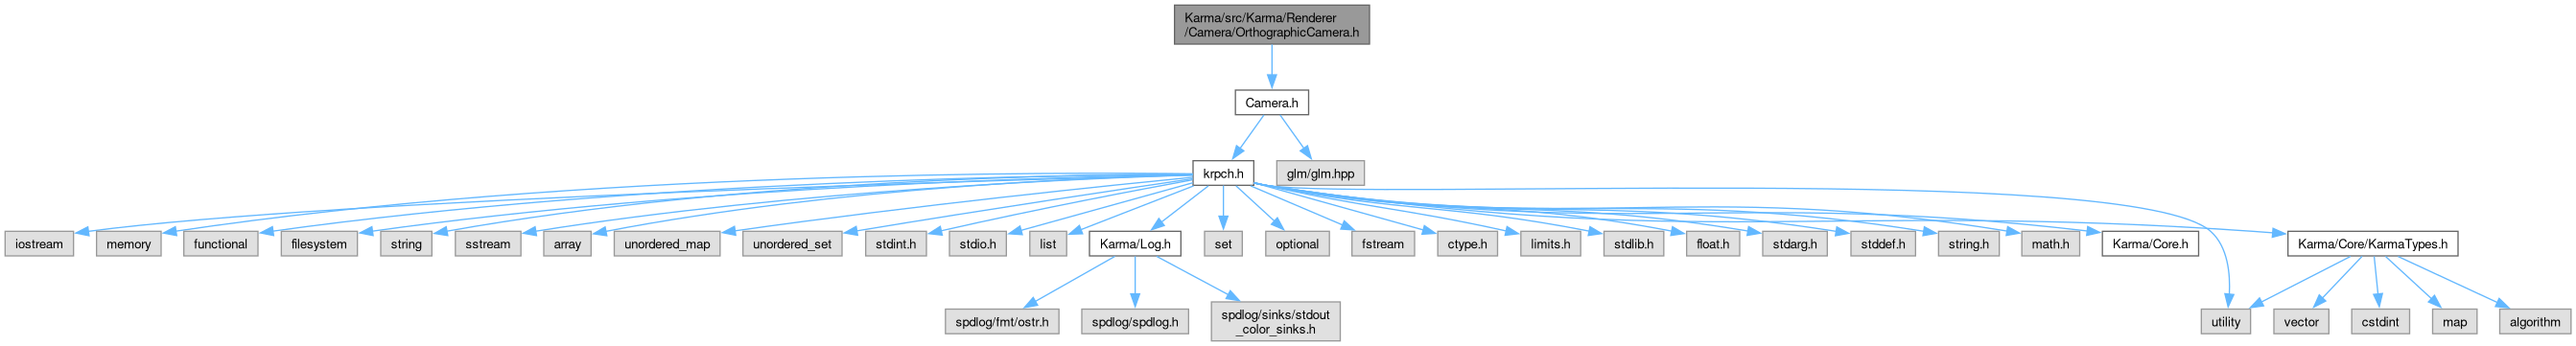 Karma/src/Karma/Renderer
/Camera/OrthographicCamera.h
Camera.h
krpch.h
glm/glm.hpp
iostream
memory
functional
filesystem
string
sstream
array
unordered_map
unordered_set
stdint.h
stdio.h
list
Karma/Log.h
set
optional
fstream
ctype.h
limits.h
stdlib.h
float.h
stdarg.h
stddef.h
string.h
math.h
Karma/Core.h
Karma/Core/KarmaTypes.h
spdlog/fmt/ostr.h
spdlog/spdlog.h
spdlog/sinks/stdout
_color_sinks.h
utility
vector
cstdint
map
algorithm